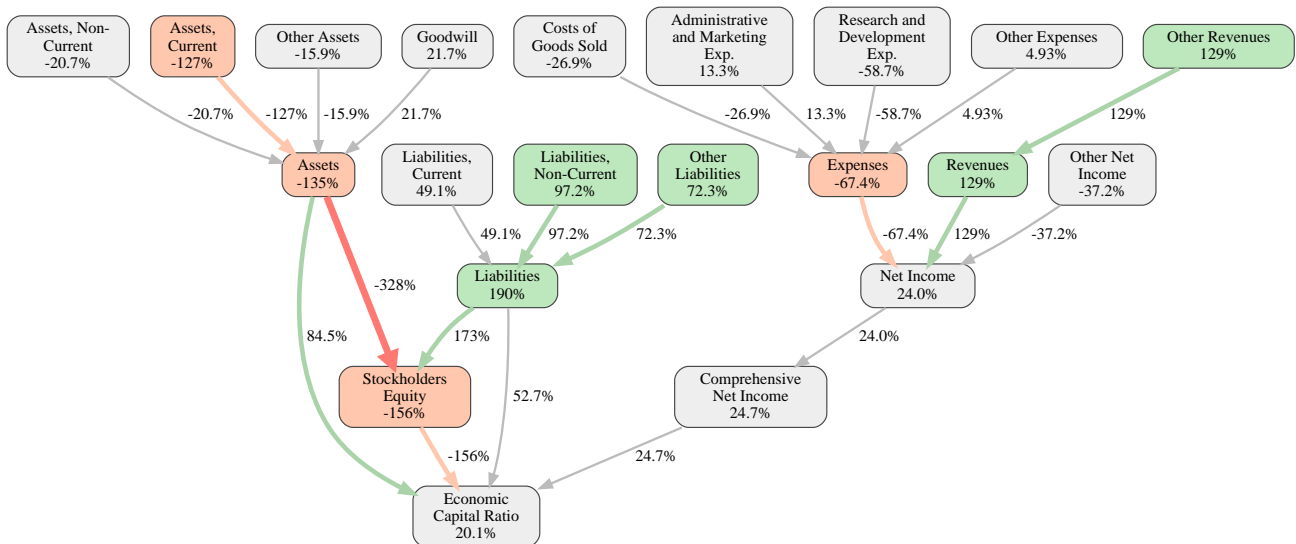 Assets, Non-
Current
-20.7%
Assets,
Current
-127%
Other Assets
-15.9%
Goodwill
21.7%
Costs of
Goods Sold
-26.9%
Administrative
and Marketing
Exp.
13.3%
Research and
Development
Exp.
-58.7%
Other Expenses
4.93%
Other Revenues
129%
-20.7%
-127%
-15.9%
21.7%
-26.9%
13.3%
-58.7%
4.93%
129%
Assets
-135%
Liabilities,
Current
49.1%
Liabilities,
Non-Current
97.2%
Other
Liabilities
72.3%
Expenses
-67.4%
Revenues
129%
Other Net
Income
-37.2%
49.1%
97.2%
72.3%
-67.4%
129%
-37.2%
Liabilities
190%
Net Income
24.0%
-328%
84.5%
173%
24.0%
Stockholders
Equity
-156%
52.7%
Comprehensive
Net Income
24.7%
-156%
24.7%
Economic
Capital Ratio
20.1%